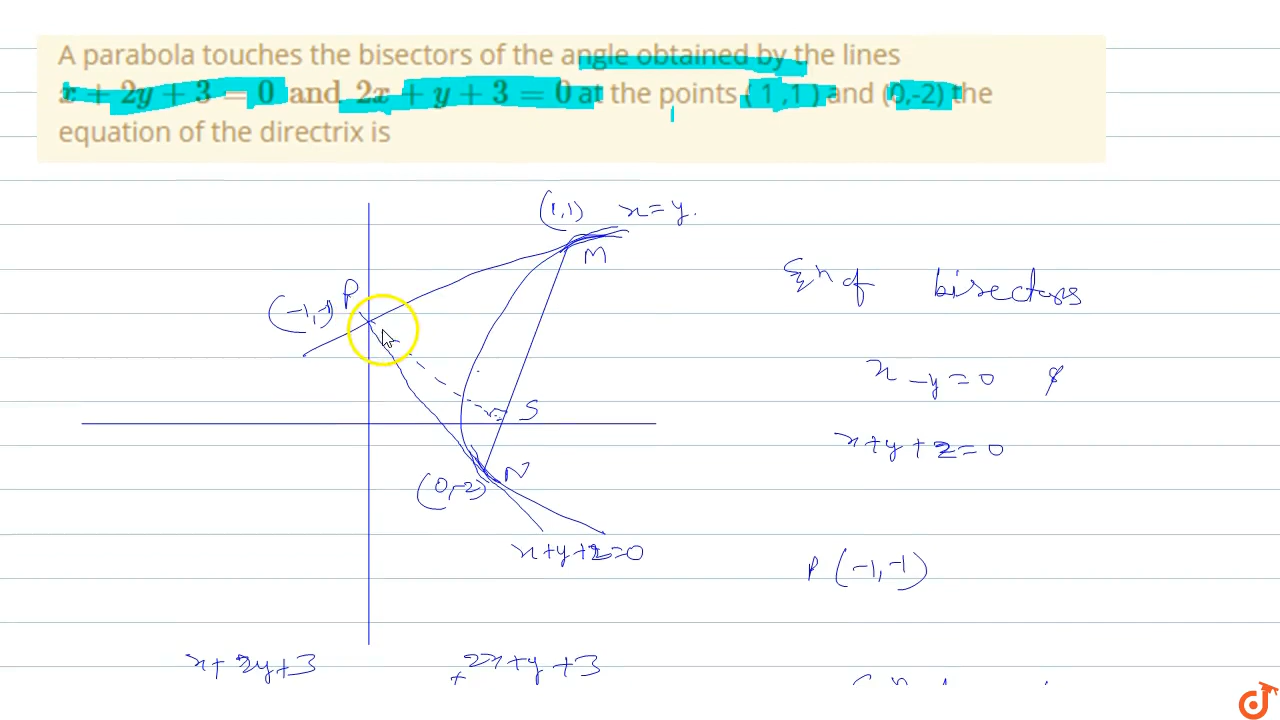 A parabola touches the bisectors of the angle obtained by the lines
x + 2y + 3 = 0 and 2x + y + 3 = 0 at the points ( 1 ,1 ) and (0,-2) the
equation of the directrix is
(1,1) x=y.
M
P
(-1,-1)
S
N
(0,-2)
x+y+2=0
Eqn of bisectors
x-y=0 &
x+y+2=0
P (-1,-1)
x+2y+3
+
2x+y+3